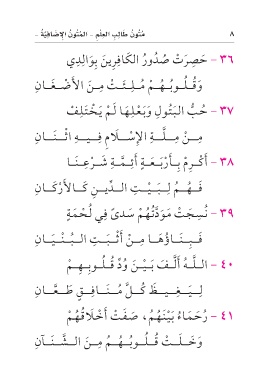 ٨ مُتُونُ طَالِبِ العِلْمِ - المُتُونُ الإِضَافِيَّةُ -
٣٦ - حَصِرَتْ صُدُورُ الكَافِرِينَ بِوَالِدِي
وَقُلُوبُهُمْ مُلِئَتْ مِنَ الأَضْغَانِ
٣٧ - حُبُّ البَتُولِ وَبَعْلِهَا لَمْ يَخْتَلِفْ
مِنْ مِلَّةِ الإِسْلَامِ فِيهِ اثْنَانِ
٣٨ - أَكْرِمْ بِأَرْبَعَةٍ أَئِمَّةِ شَرْعِنَا
فَهُمُ لِبَيْتِ الدِّينِ كَالأَرْكَانِ
٣٩ - نُسِجَتْ مَوَدَّتُهُمْ سَدىً فِي لُحْمَةٍ
فَبِنَاؤُهَا مِنْ أَثْبَتِ البُنْيَانِ
٤٠ - اللَّهُ أَلَّفَ بَيْنَ وُدِّ قُلُوبِهِمْ
لِيَغِيظَ كُلَّ مُنَافِقٍ طَعَّانِ
٤١ - رُحَمَاءُ بَيْنَهُمُ، صَفَتْ أَخْلَاقُهُمْ
وَخَلَتْ قُلُوبُهُمُ مِنَ الشَّنَآنِ